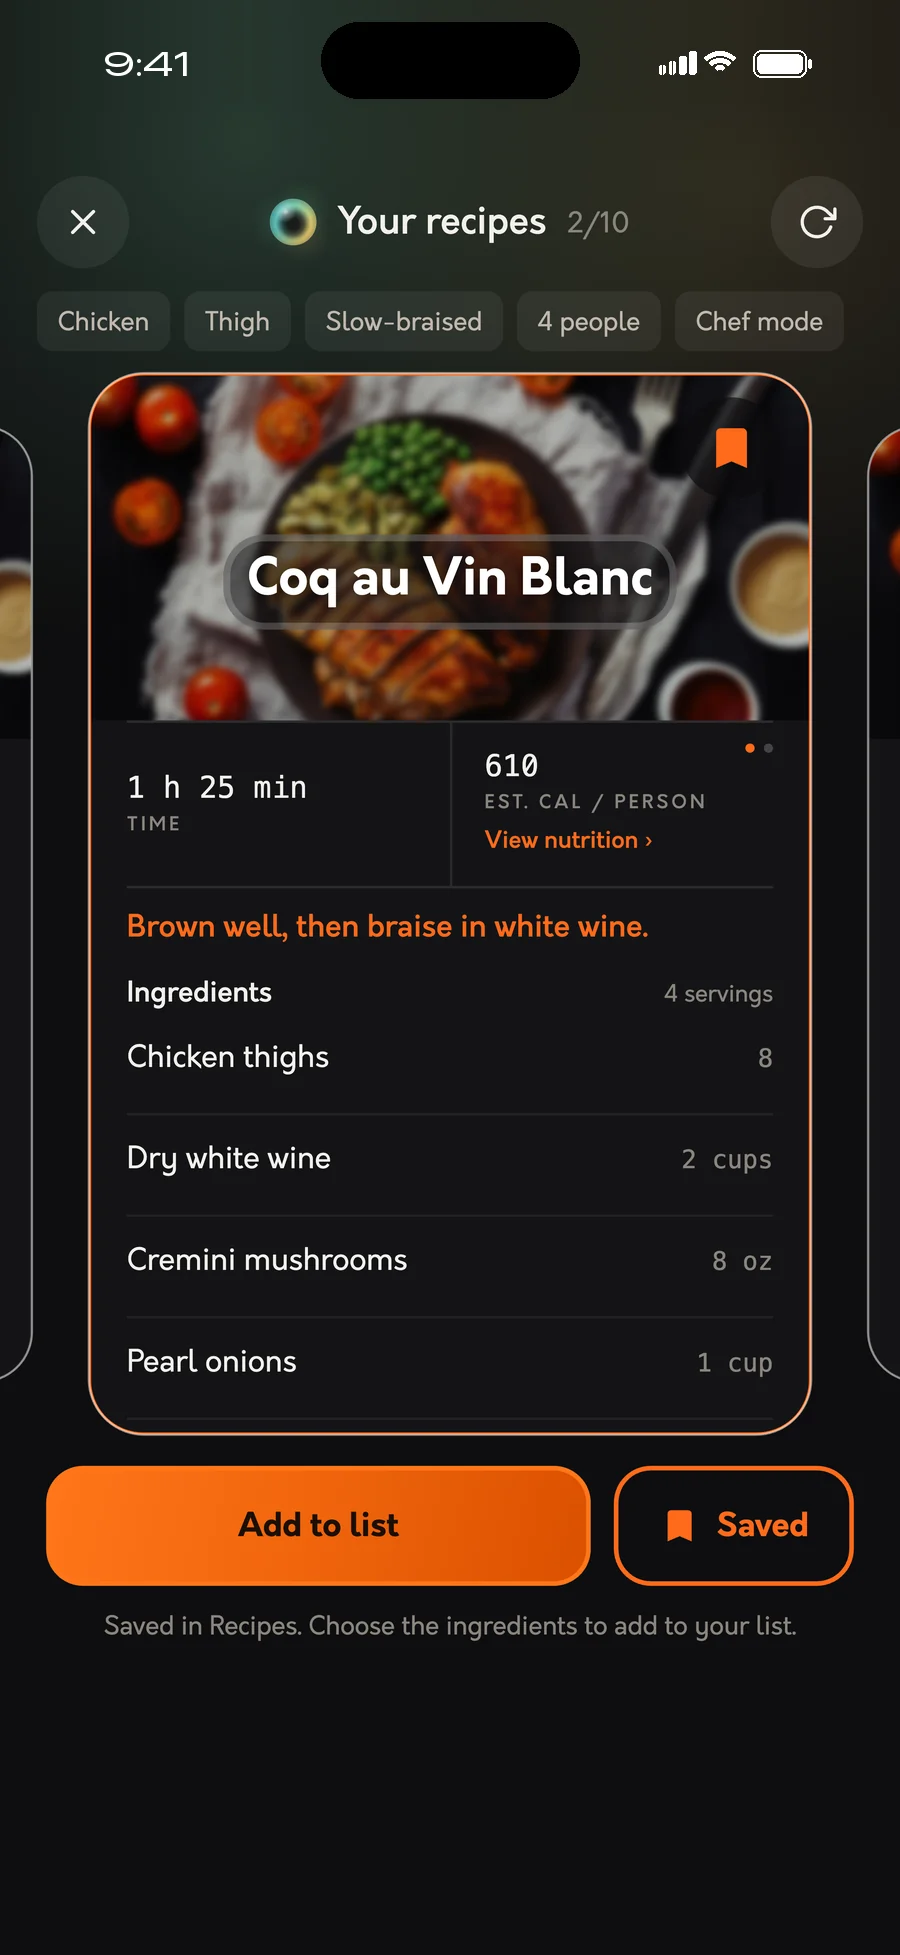 9:41
Your recipes 2/10
Chicken Thigh Slow-braised 4 people Chef mode
Coq au Vin Blanc
1 h 25 min
TIME
610
EST. CAL / PERSON
View nutrition ›
Brown well, then braise in white wine.
Ingredients 4 servings
Chicken thighs 8
Dry white wine 2 cups
Cremini mushrooms 8 oz
Pearl onions 1 cup
Add to list Saved
Saved in Recipes. Choose the ingredients to add to your list.